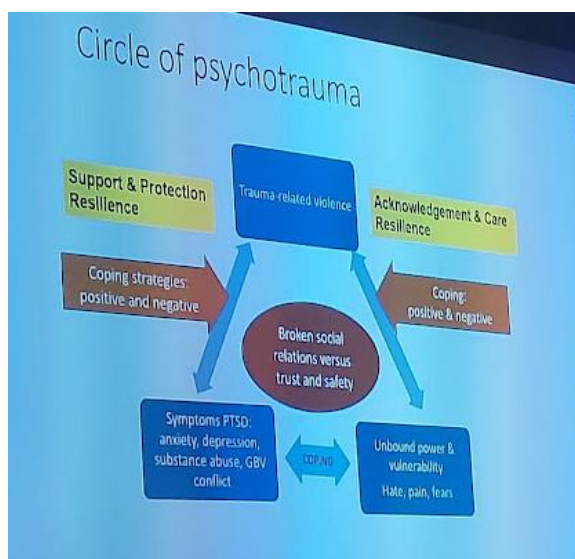 Circle of psychotrauma
Support & Protection
Resilience
Trauma-related violence
Acknowledgement & Care
Resilience
Coping strategies:
positive and negative
Coping:
positive & negative
Broken social
relations versus
trust and safety
Symptoms PTSD:
anxiety, depression,
substance abuse, GBV
conflict
COPING
Unbound power &
vulnerability
Hate, pain, fears